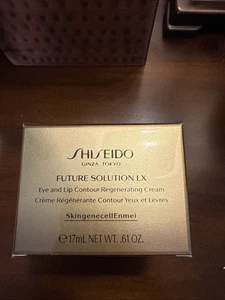 SHISEIDO
GINZA TOKYO
FUTURE SOLUTION LX
Eye and Lip Contour Regenerating Cream
Crème Régénérante Contour Yeux et Lèvres
SkingenecellEnmei
℮ 17mL NET WT. .61 OZ.